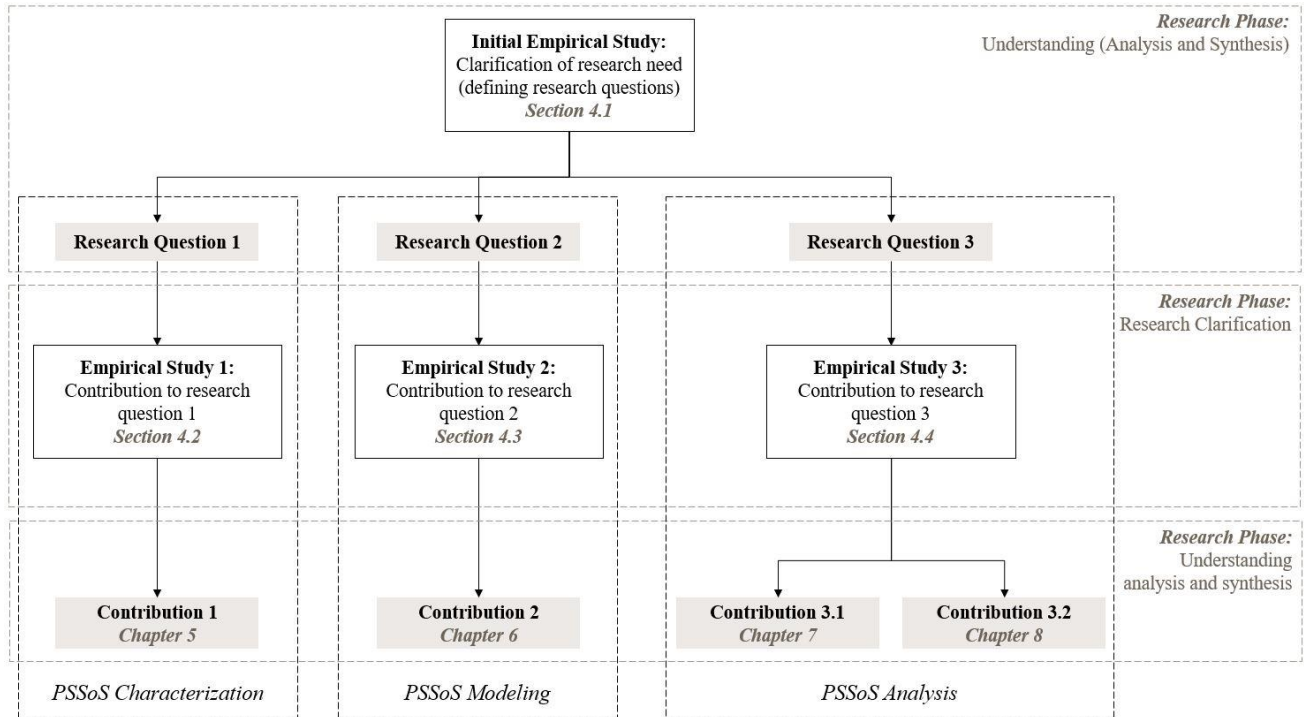 Research Phase:
Understanding (Analysis and Synthesis)
Initial Empirical Study:
Clarification of research need
(defining research questions)
Section 4.1
Research Question 1
Research Question 2
Research Question 3
Research Phase:
Research Clarification
Empirical Study 1:
Contribution to research
question 1
Section 4.2
Empirical Study 2:
Contribution to research
question 2
Section 4.3
Empirical Study 3:
Contribution to research
question 3
Section 4.4
Research Phase:
Understanding
analysis and synthesis
Contribution 1
Chapter 5
Contribution 2
Chapter 6
Contribution 3.1
Chapter 7
Contribution 3.2
Chapter 8
PSSoS Characterization
PSSoS Modeling
PSSoS Analysis